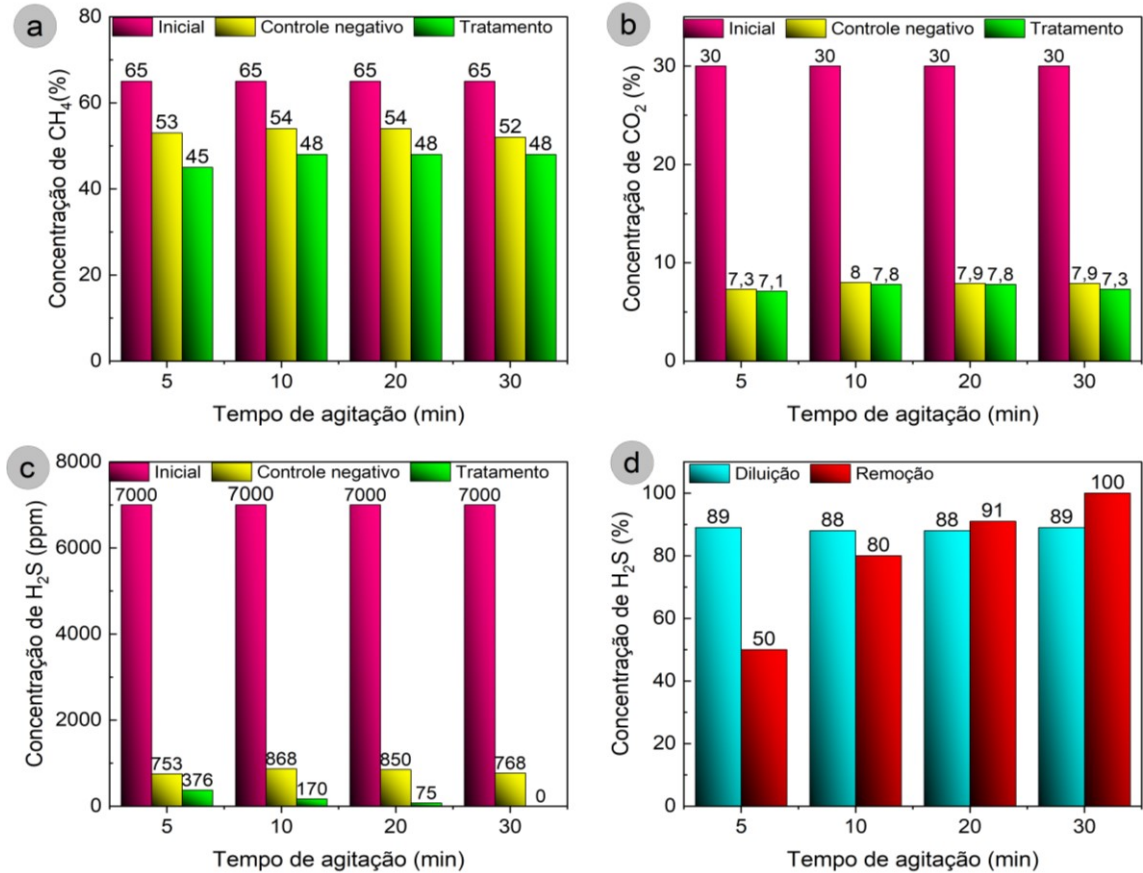 a
Inicial Controle negativo Tratamento
Concentração de CH₄(%)
80
60
40
20
0
65 53 45
65 54 48
65 54 48
65 52 48
5 10 20 30
Tempo de agitação (min)
b
Inicial Controle negativo Tratamento
Concentração de CO₂ (%)
30
20
10
0
30 7,3 7,1
30 8 7,8
30 7,9 7,8
30 7,9 7,3
5 10 20 30
Tempo de agitação (min)
c
Inicial Controle negativo Tratamento
Concentração de H₂S (ppm)
8000
6000
4000
2000
0
7000 753 376
7000 868 170
7000 850 75
7000 768 0
5 10 20 30
Tempo de agitação (min)
d
Diluição Remoção
Concentração de H₂S (%)
100
80
60
40
20
0
89 50
88 80
88 91
89 100
5 10 20 30
Tempo de agitação (min)